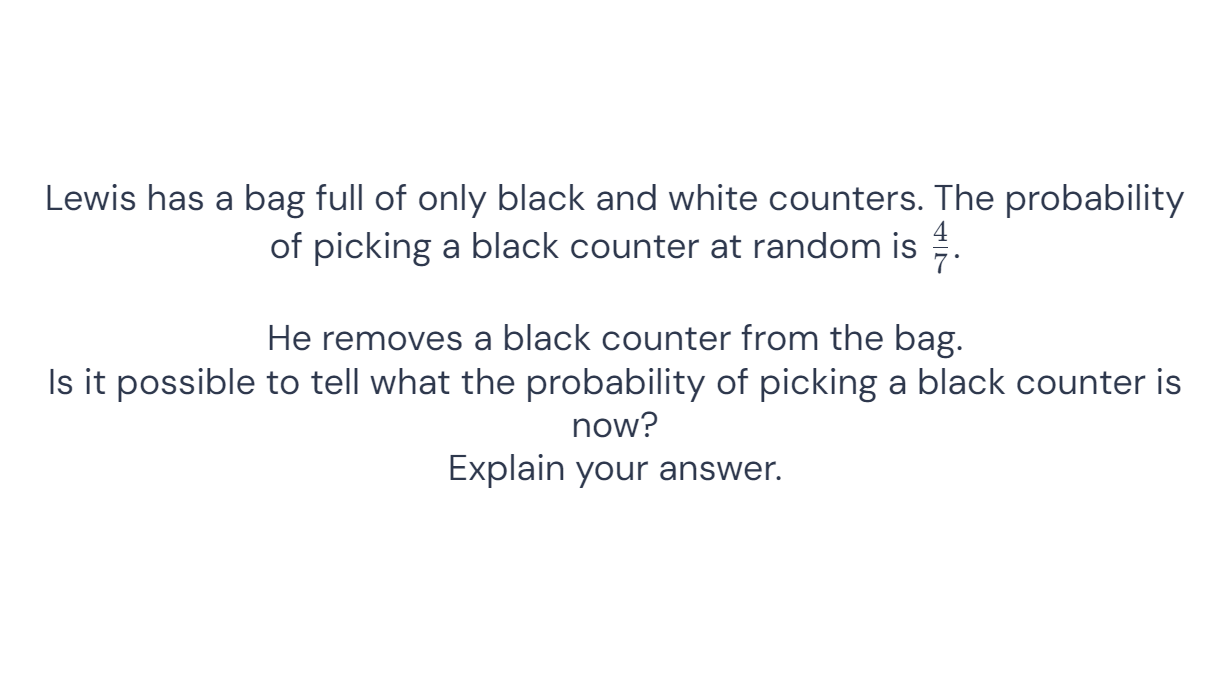 Lewis has a bag full of only black and white counters. The probability
of picking a black counter at random is 4/7.
He removes a black counter from the bag.
Is it possible to tell what the probability of picking a black counter is
now?
Explain your answer.